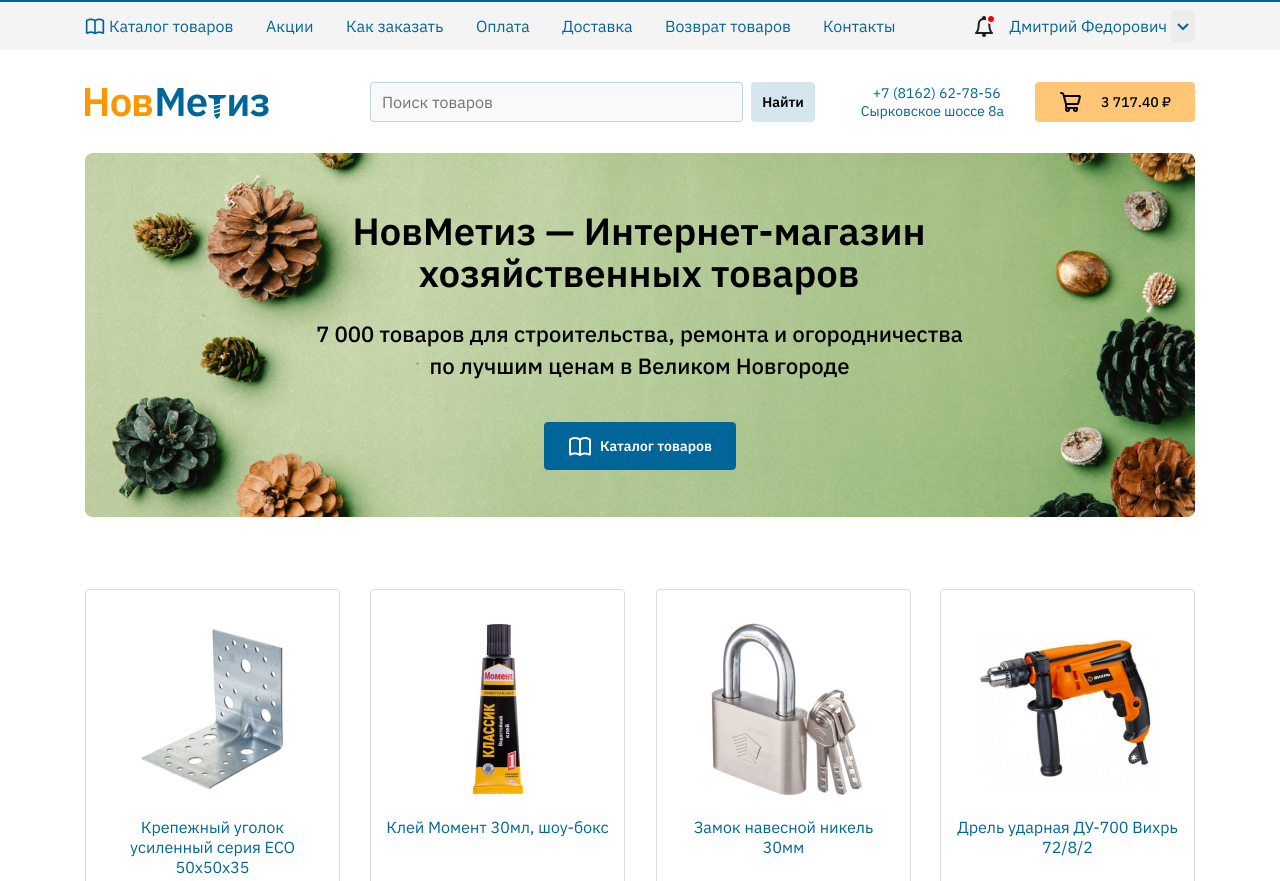 Каталог товаров Акции Как заказать Оплата Доставка Возврат товаров Контакты Дмитрий Федорович
НовМетиз Поиск товаров Найти +7 (8162) 62-78-56 3 717.40 ₽
Сырковское шоссе 8а
НовМетиз — Интернет-магазин
хозяйственных товаров
7 000 товаров для строительства, ремонта и огородничества
по лучшим ценам в Великом Новгороде
Каталог товаров
Момент
КЛАССИК
Водостойкий
клей
1
ВИХРЬ
Крепежный уголок
усиленный серия ECO
50x50x35
Клей Момент 30мл, шоу-бокс
Замок навесной никель
30мм
Дрель ударная ДУ-700 Вихрь
72/8/2